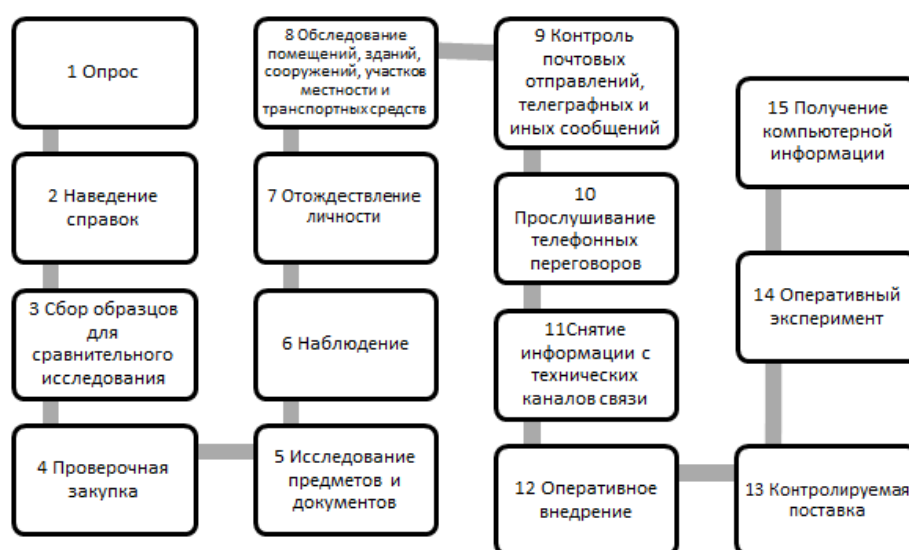 1 Опрос
2 Наведение
справок
3 Сбор образцов
для
сравнительного
исследования
4 Проверочная
закупка
5 Исследование
предметов и
документов
6 Наблюдение
7 Отождествление
личности
8 Обследование
помещений, зданий,
сооружений, участков
местности и
транспортных средств
9 Контроль
почтовых
отправлений,
телеграфных и
иных сообщений
10
Прослушивание
телефонных
переговоров
11Снятие
информации с
технических
каналов связи
12 Оперативное
внедрение
13 Контролируемая
поставка
14 Оперативный
эксперимент
15 Получение
компьютерной
информации